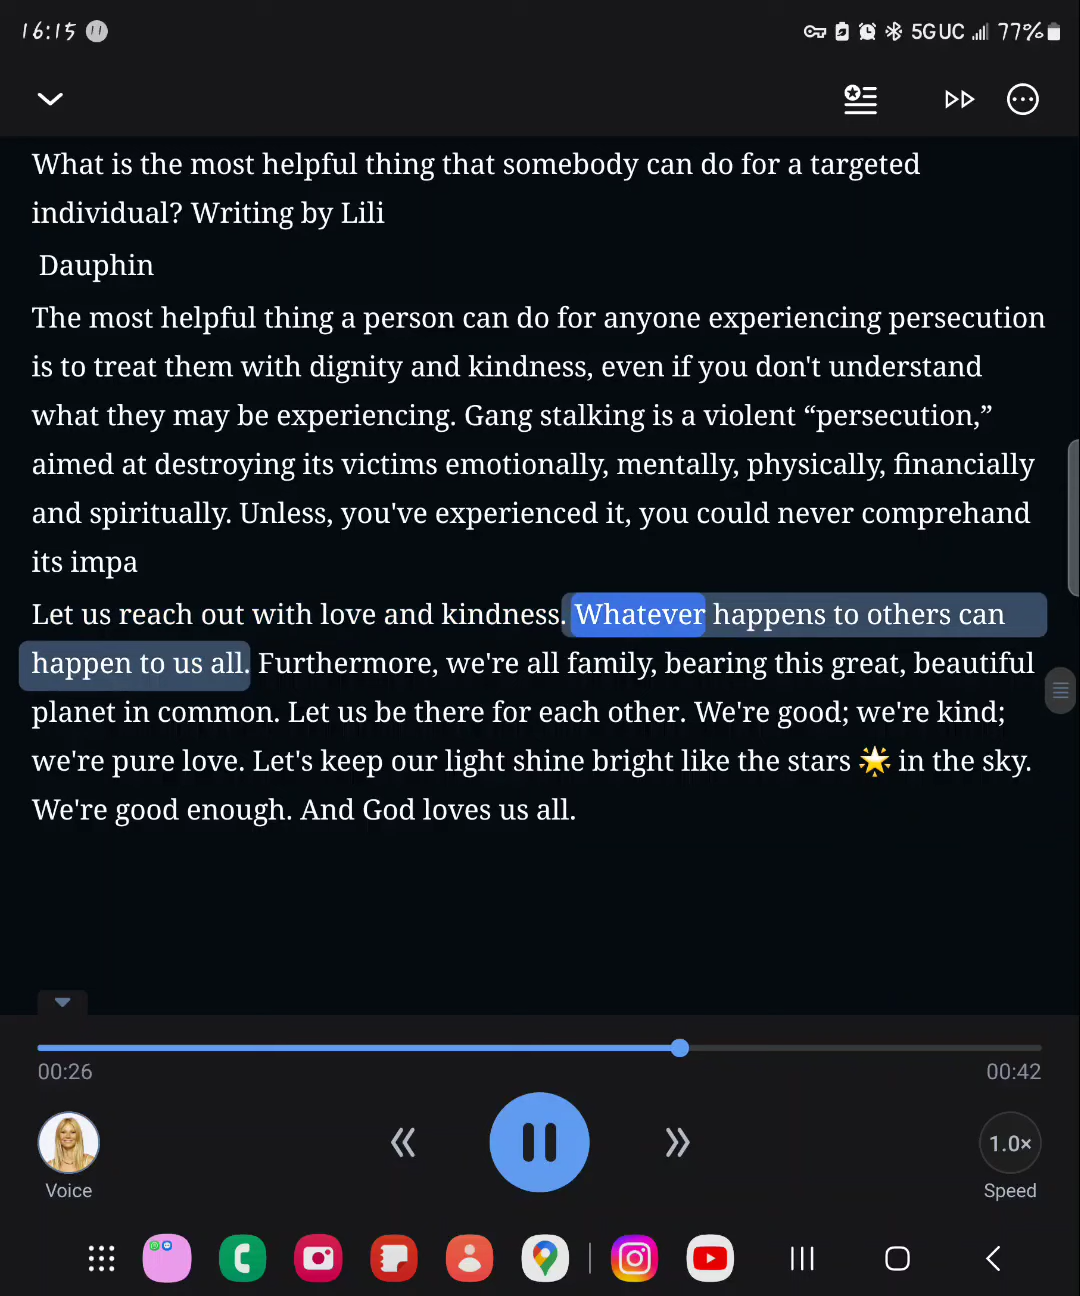 16:15
5G UC 77%
What is the most helpful thing that somebody can do for a targeted
individual? Writing by Lili
Dauphin
The most helpful thing a person can do for anyone experiencing persecution
is to treat them with dignity and kindness, even if you don't understand
what they may be experiencing. Gang stalking is a violent “persecution,”
aimed at destroying its victims emotionally, mentally, physically, financially
and spiritually. Unless, you've experienced it, you could never comprehand
its impa
Let us reach out with love and kindness. Whatever happens to others can
happen to us all. Furthermore, we're all family, bearing this great, beautiful
planet in common. Let us be there for each other. We're good; we're kind;
we're pure love. Let's keep our light shine bright like the stars 🌟 in the sky.
We're good enough. And God loves us all.
00:26
00:42
1.0×
Voice
Speed